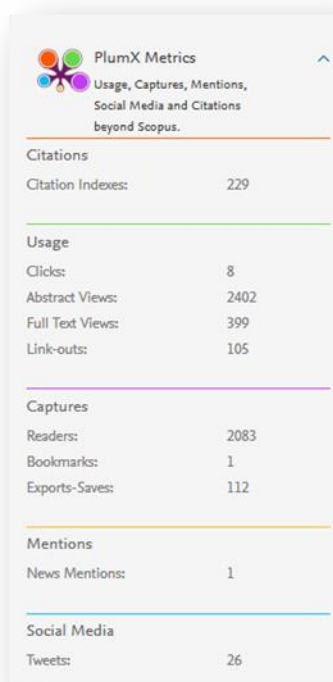 PlumX Metrics
Usage, Captures, Mentions,
Social Media and Citations
beyond Scopus.
Citations
Citation Indexes: 229
Usage
Clicks: 8
Abstract Views: 2402
Full Text Views: 399
Link-outs: 105
Captures
Readers: 2083
Bookmarks: 1
Exports-Saves: 112
Mentions
News Mentions: 1
Social Media
Tweets: 26